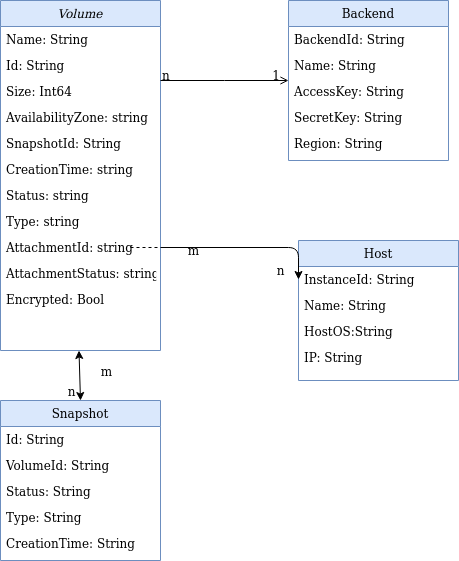 Volume
Name: String
Id: String
Size: Int64
AvailabilityZone: string
SnapshotId: String
CreationTime: string
Status: string
Type: string
AttachmentId: string
AttachmentStatus: string
Encrypted: Bool
n
1
Backend
BackendId: String
Name: String
AccessKey: String
SecretKey: String
Region: String
m
n
Host
InstanceId: String
Name: String
HostOS:String
IP: String
m
n
Snapshot
Id: String
VolumeId: String
Status: String
Type: String
CreationTime: String